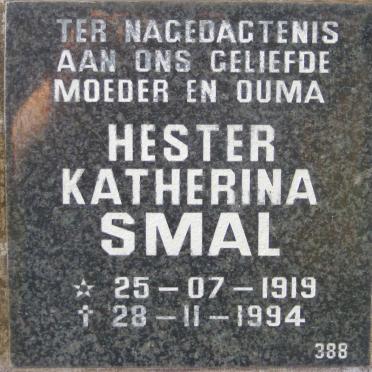 TER NAGEDAGTENIS
AAN ONS GELIEFDE
MOEDER EN OUMA
HESTER
KATHERINA
SMAL
☆ 25 – 07 – 1919
† 28 – 11 – 1994
388